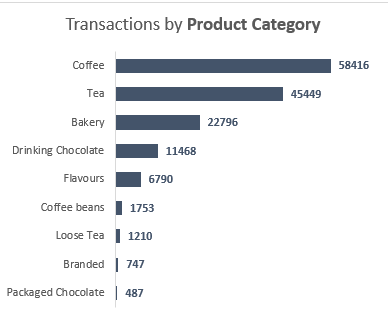 Transactions by Product Category
Coffee 58416
Tea 45449
Bakery 22796
Drinking Chocolate 11468
Flavours 6790
Coffee beans 1753
Loose Tea 1210
Branded 747
Packaged Chocolate 487